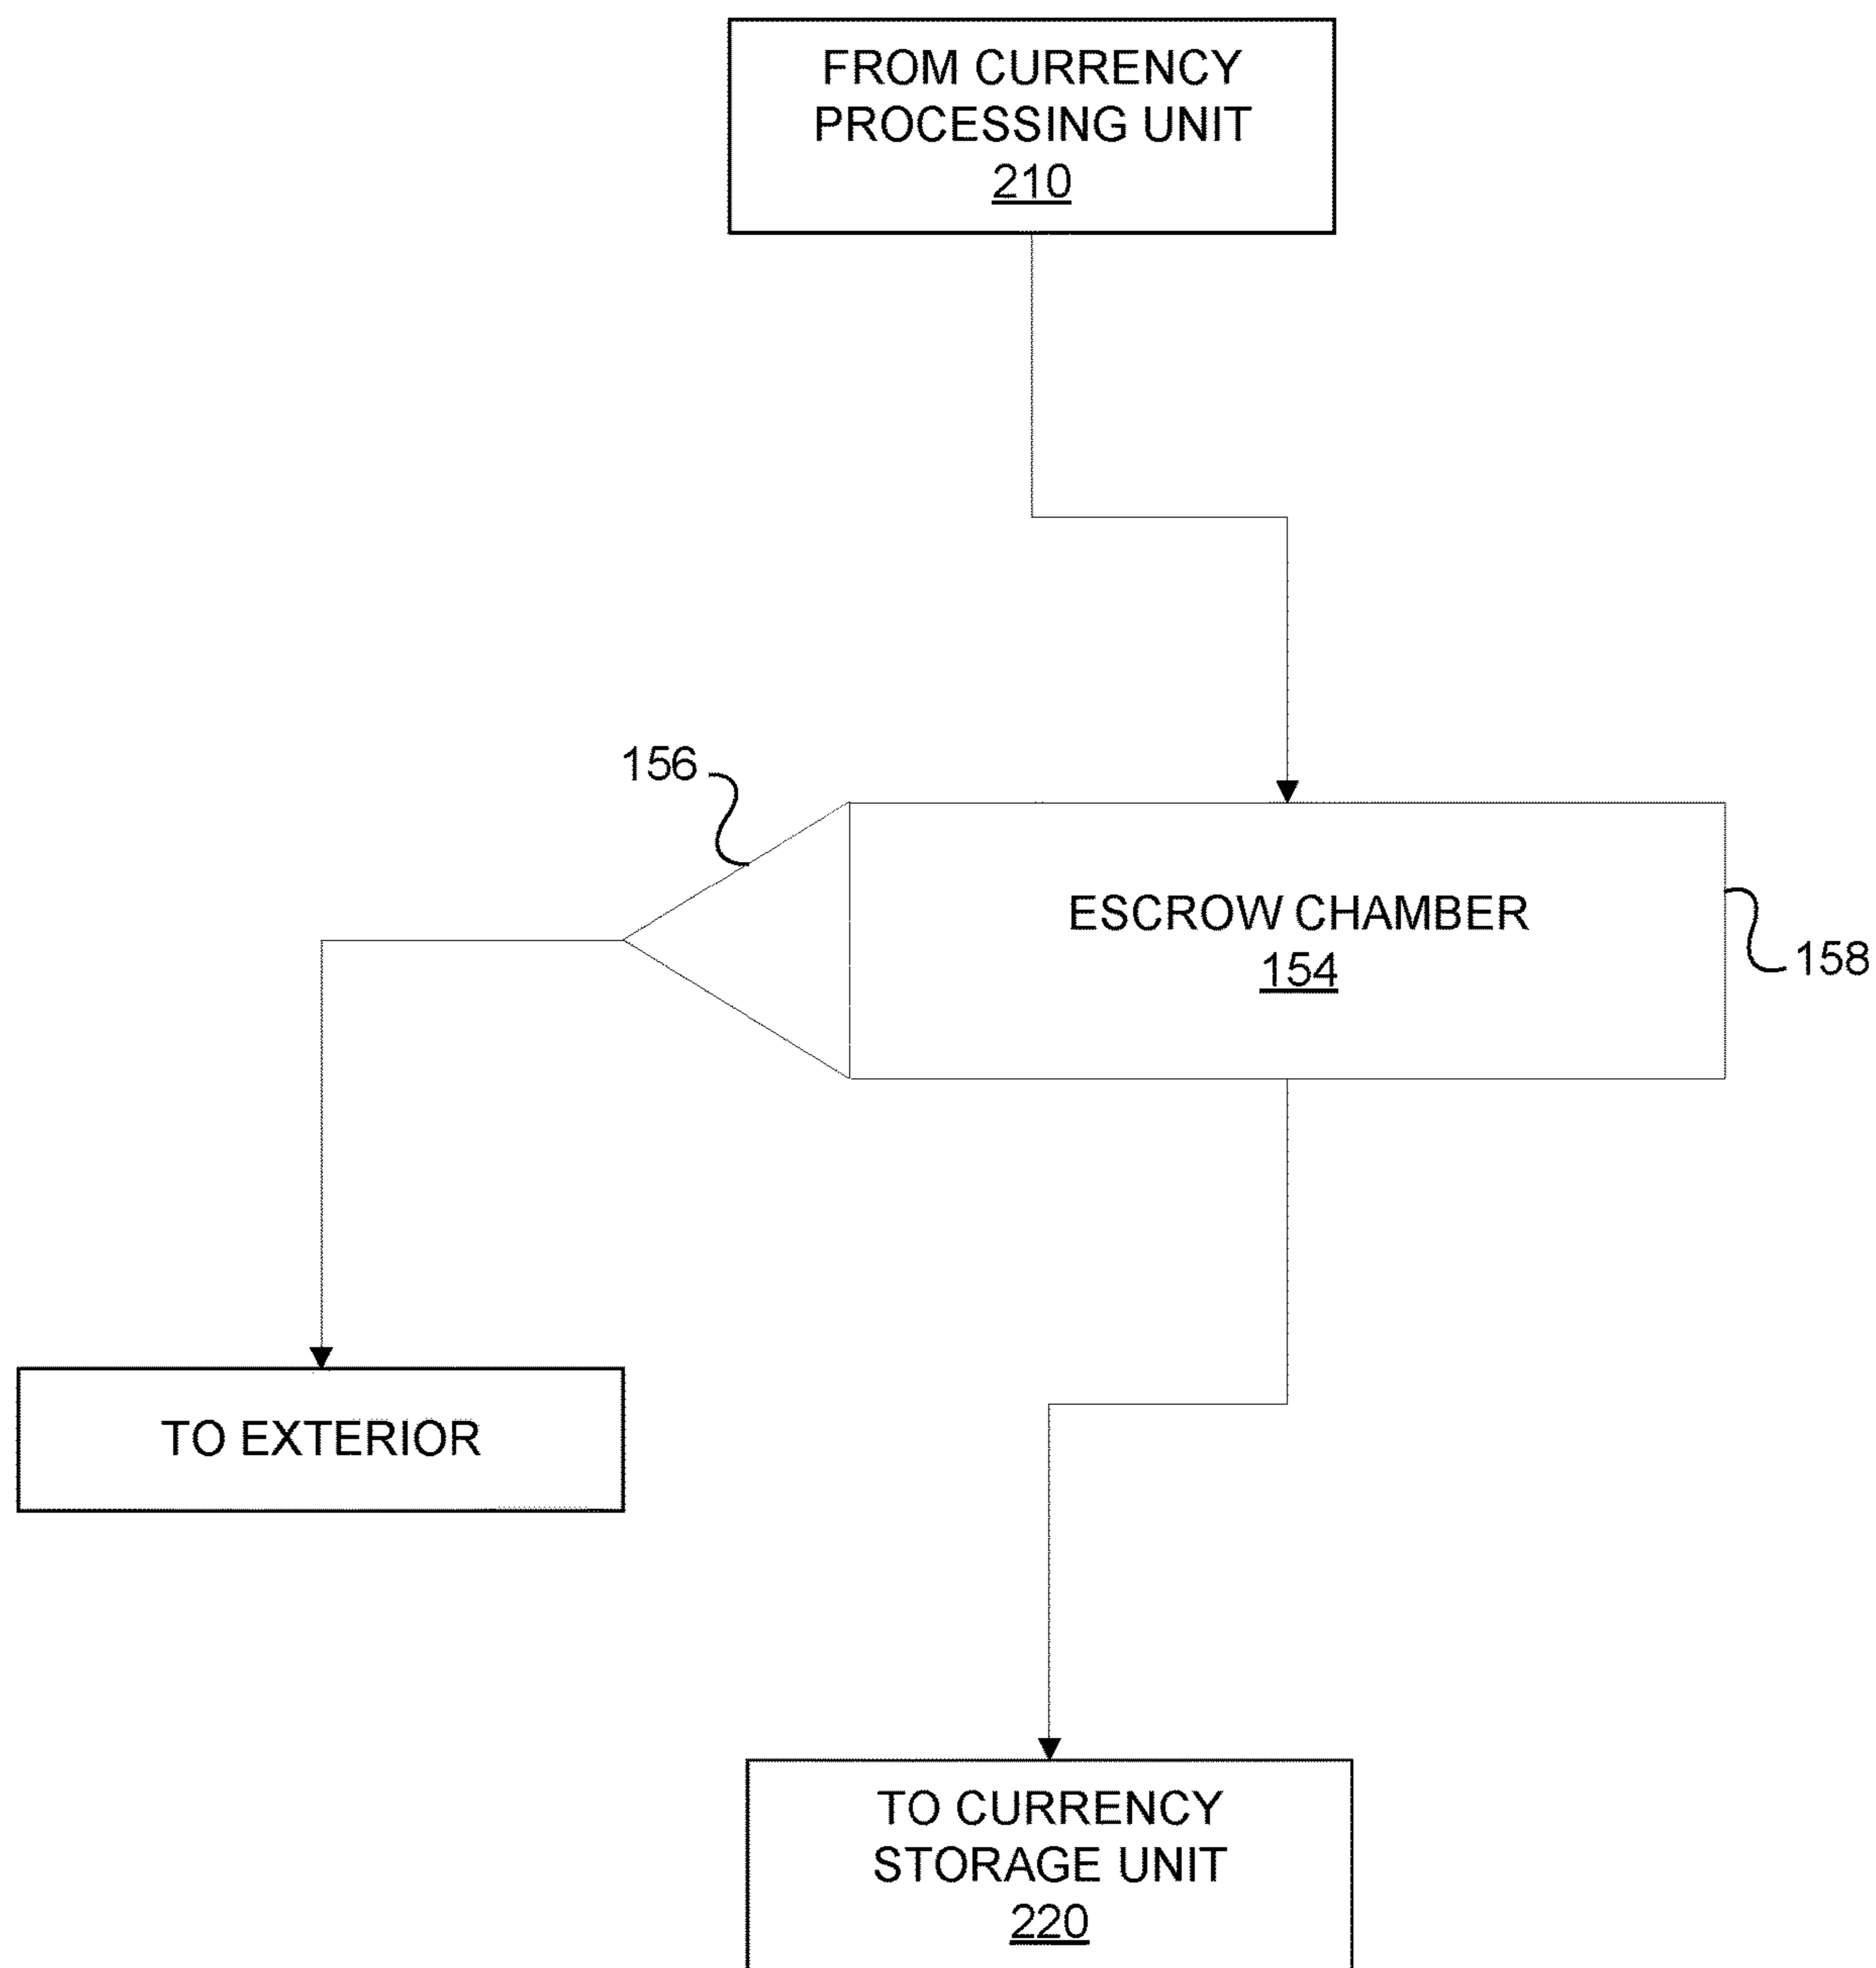 FROM CURRENCY
PROCESSING UNIT
210
156
ESCROW CHAMBER
154
158
TO EXTERIOR
TO CURRENCY
STORAGE UNIT
220